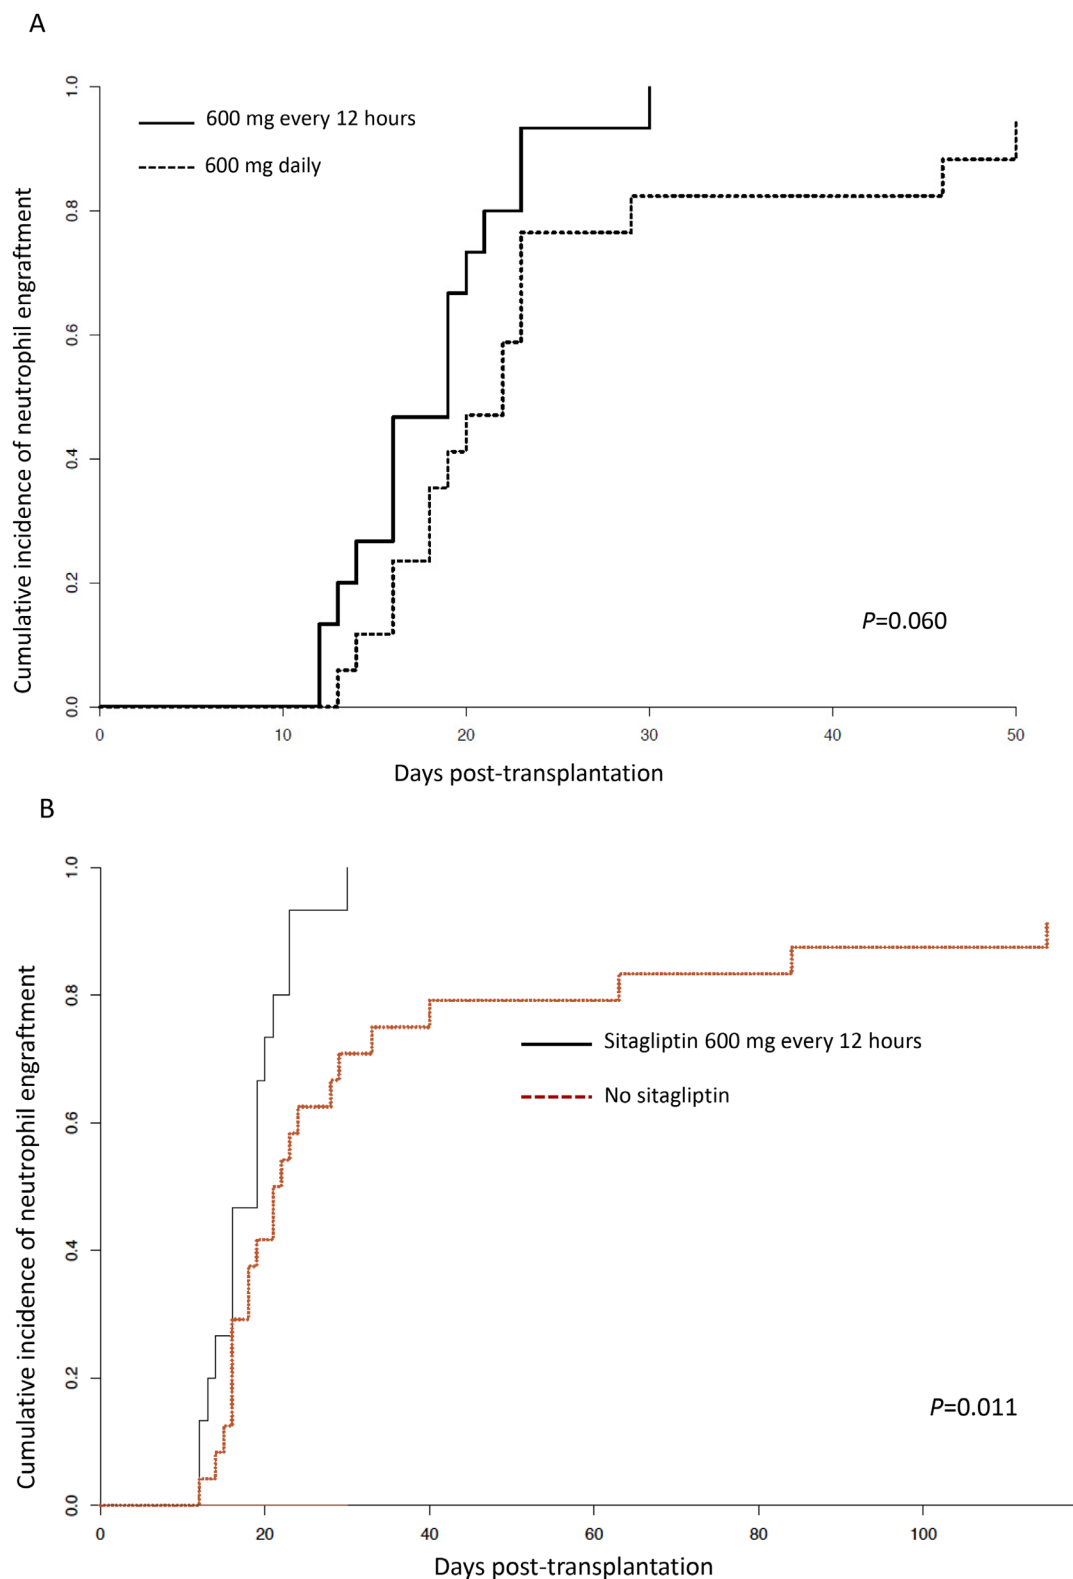 A
1.0
600 mg every 12 hours
600 mg daily
0.8
0.6
0.4
0.2
0.0
Cumulative incidence of neutrophil engraftment
P=0.060
0 10 20 30 40 50
Days post-transplantation
B
1.0
0.8
0.6
0.4
0.2
0.0
Cumulative incidence of neutrophil engraftment
Sitagliptin 600 mg every 12 hours
No sitagliptin
P=0.011
0 20 40 60 80 100
Days post-transplantation